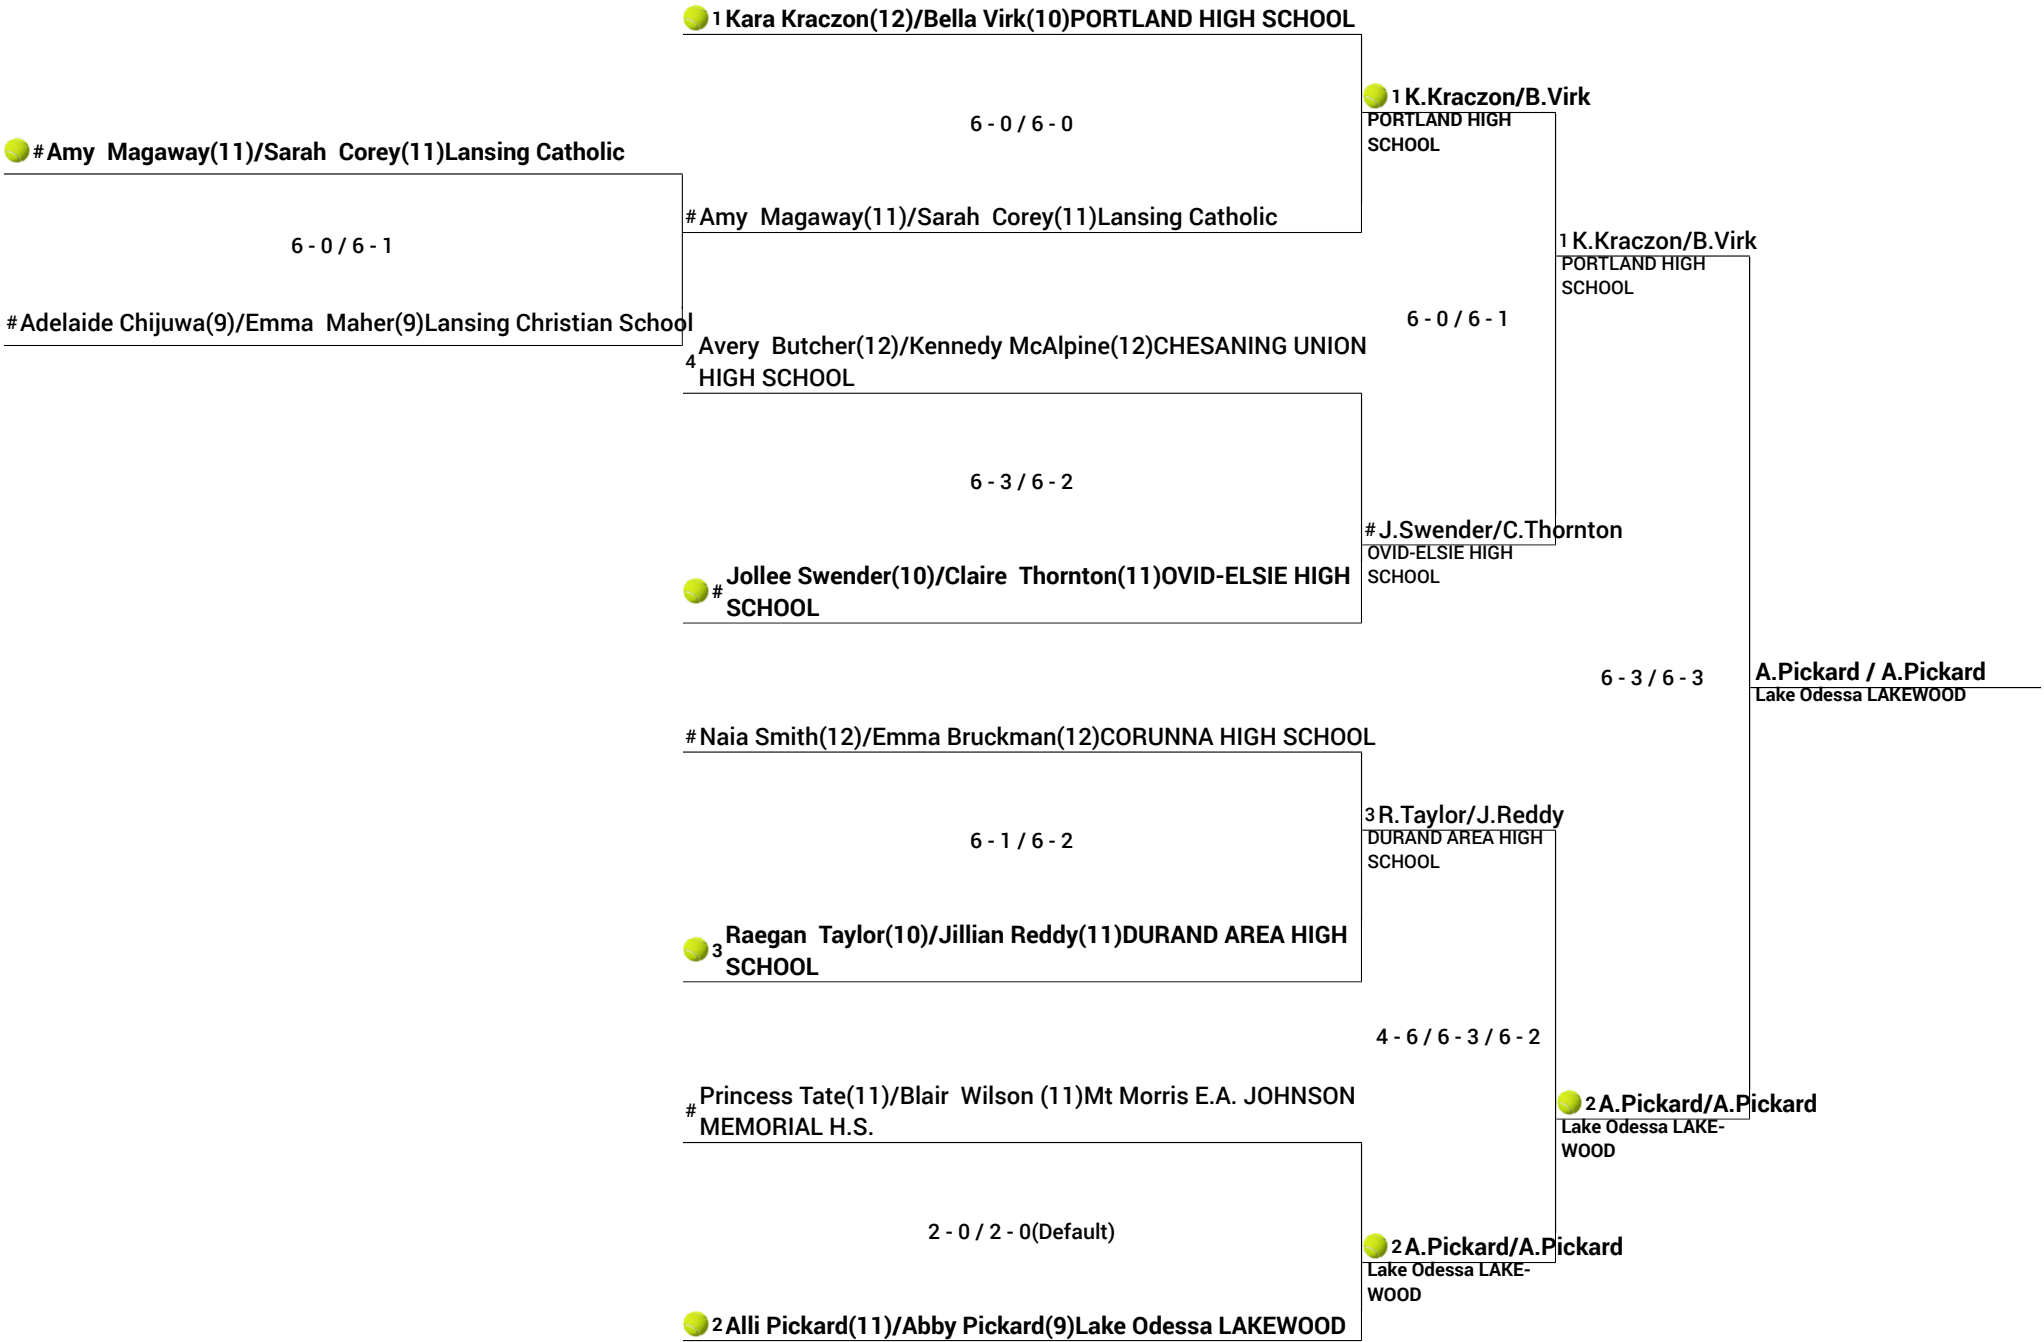 1 Kara Kraczon(12)/Bella Virk(10)PORTLAND HIGH SCHOOL
6 - 0 / 6 - 0
1 K.Kraczon/B.Virk
PORTLAND HIGH
SCHOOL
#Amy Magaway(11)/Sarah Corey(11)Lansing Catholic
6 - 0 / 6 - 1
#Adelaide Chijuwa(9)/Emma Maher(9)Lansing Christian School
#Amy Magaway(11)/Sarah Corey(11)Lansing Catholic
1 K.Kraczon/B.Virk
PORTLAND HIGH
SCHOOL
6 - 0 / 6 - 1
4 Avery Butcher(12)/Kennedy McAlpine(12)CHESANING UNION
HIGH SCHOOL
6 - 3 / 6 - 2
#J.Swender/C.Thornton
OVID-ELSIE HIGH
SCHOOL
# Jollee Swender(10)/Claire Thornton(11)OVID-ELSIE HIGH
SCHOOL
6 - 3 / 6 - 3
A.Pickard / A.Pickard
Lake Odessa LAKEWOOD
#Naia Smith(12)/Emma Bruckman(12)CORUNNA HIGH SCHOOL
6 - 1 / 6 - 2
3 R.Taylor/J.Reddy
DURAND AREA HIGH
SCHOOL
3 Raegan Taylor(10)/Jillian Reddy(11)DURAND AREA HIGH
SCHOOL
4 - 6 / 6 - 3 / 6 - 2
# Princess Tate(11)/Blair Wilson (11)Mt Morris E.A. JOHNSON
MEMORIAL H.S.
2 A.Pickard/A.Pickard
Lake Odessa LAKE-
WOOD
2 - 0 / 2 - 0(Default)
2 A.Pickard/A.Pickard
Lake Odessa LAKE-
WOOD
2 Alli Pickard(11)/Abby Pickard(9)Lake Odessa LAKEWOOD